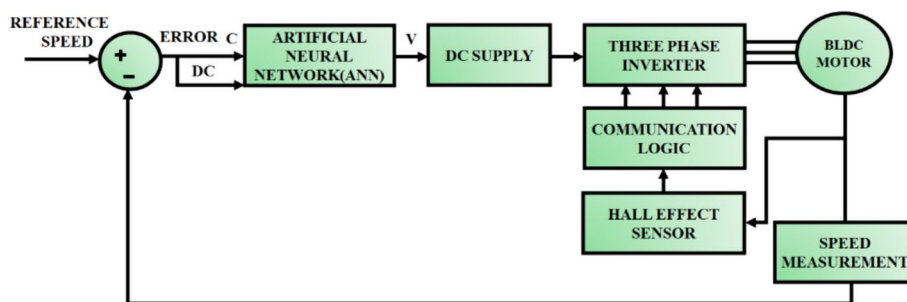 REFERENCE
SPEED
+
−
ERROR C
DC
ARTIFICIAL
NEURAL
NETWORK(ANN)
V
DC SUPPLY
THREE PHASE
INVERTER
BLDC
MOTOR
COMMUNICATION
LOGIC
HALL EFFECT
SENSOR
SPEED
MEASUREMENT